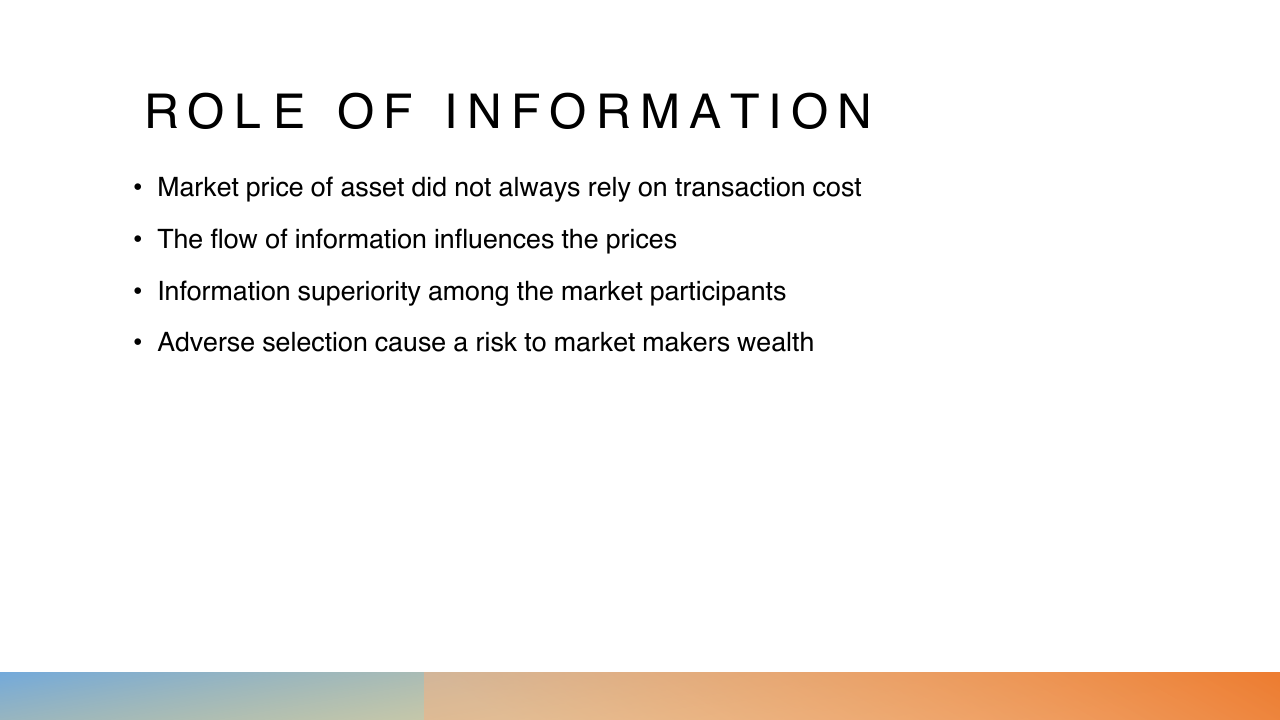 ROLE OF INFORMATION
• Market price of asset did not always rely on transaction cost
• The flow of information influences the prices
• Information superiority among the market participants
• Adverse selection cause a risk to market makers wealth